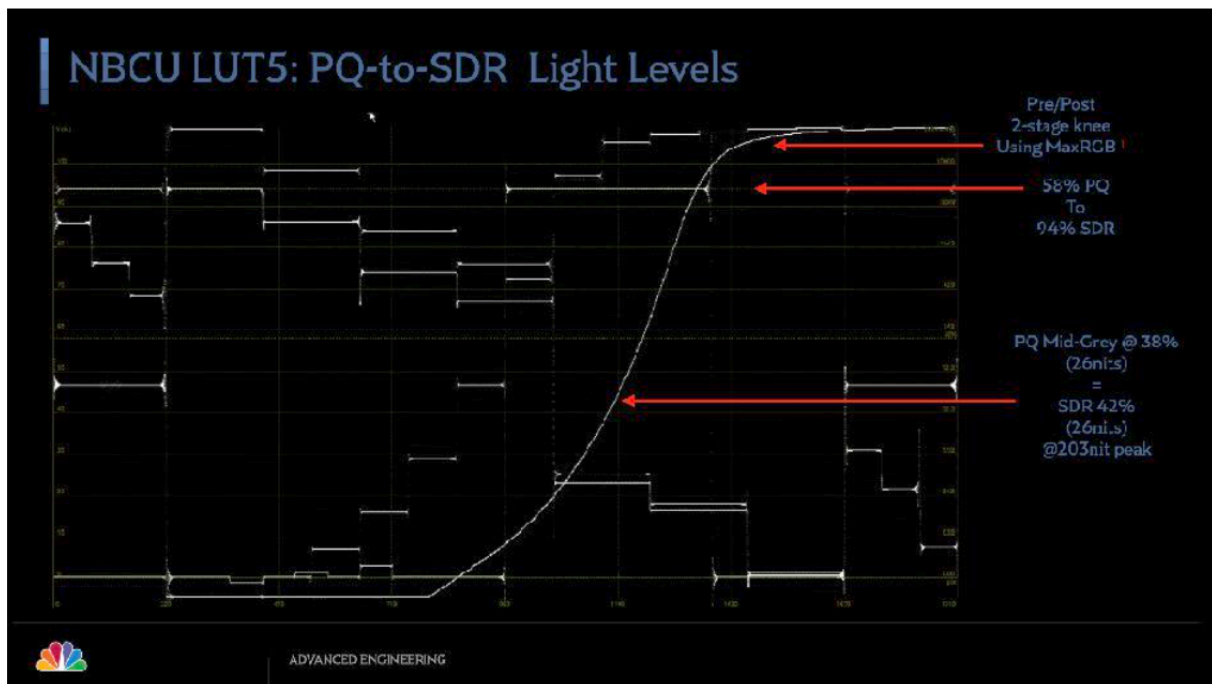 NBCU LUT5: PQ-to-SDR Light Levels
Pre/Post
2-stage knee
Using MaxRGB 1
58% PQ
To
94% SDR
PQ Mid-Grey @ 38%
(26nits)
=
SDR 42%
(26nits)
@203nit peak
ADVANCED ENGINEERING